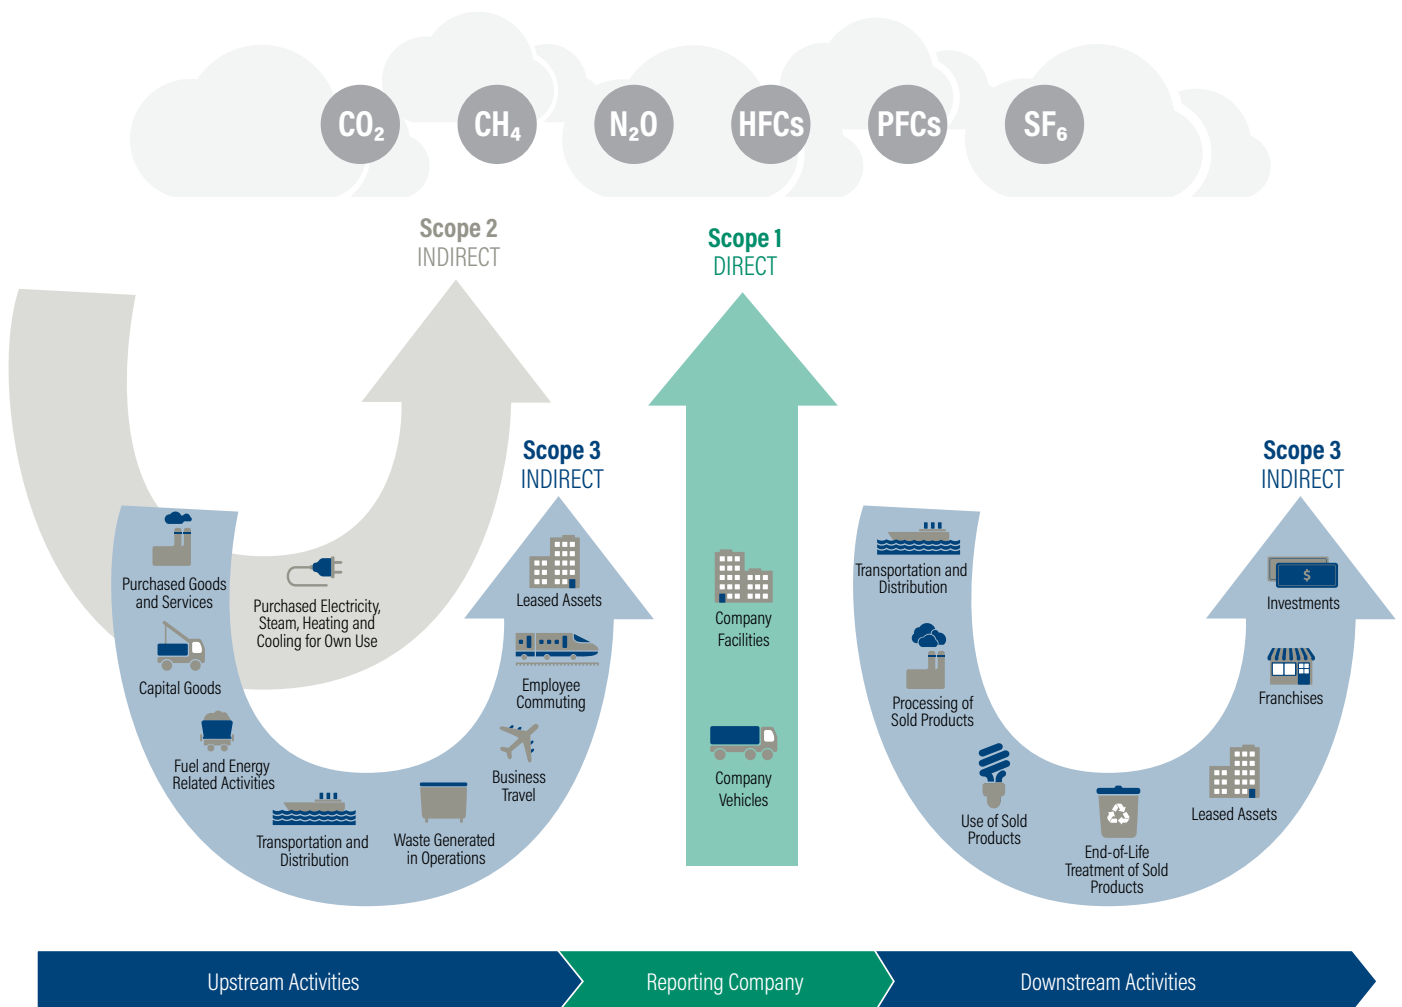 CO₂
CH₄
N₂O
HFCs
PFCs
SF₆
Scope 2
INDIRECT
Scope 1
DIRECT
Scope 3
INDIRECT
Scope 3
INDIRECT
Purchased Goods
and Services
Capital Goods
Fuel and Energy
Related Activities
Transportation and
Distribution
Waste Generated
in Operations
Business
Travel
Employee
Commuting
Leased Assets
Purchased Electricity,
Steam, Heating and
Cooling for Own Use
Company
Facilities
Company
Vehicles
Transportation and
Distribution
Processing of
Sold Products
Use of Sold
Products
End-of-Life
Treatment of Sold
Products
Leased Assets
Franchises
$
Investments
Upstream Activities
Reporting Company
Downstream Activities